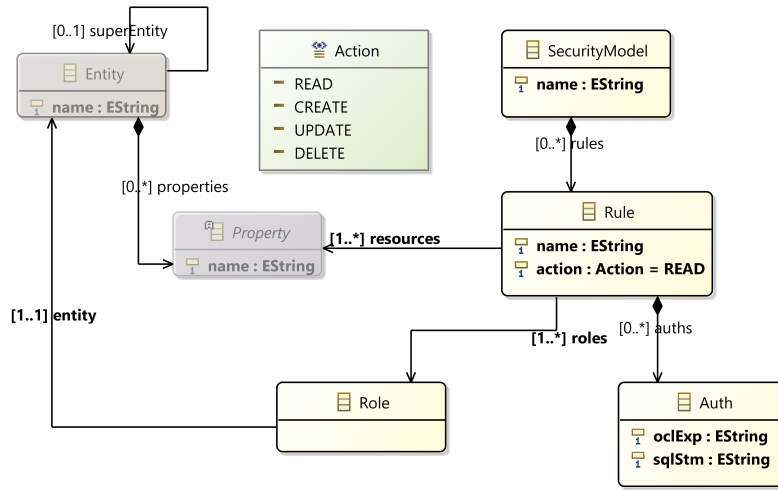 [0..1] superEntity
Entity
name : EString
Action
READ
CREATE
UPDATE
DELETE
SecurityModel
name : EString
[0..*] rules
[0..*] properties
Property
name : EString
[1..*] resources
Rule
name : EString
action : Action = READ
[1..1] entity
[1..*] roles
[0..*] auths
Role
Auth
oclExp : EString
sqlStm : EString